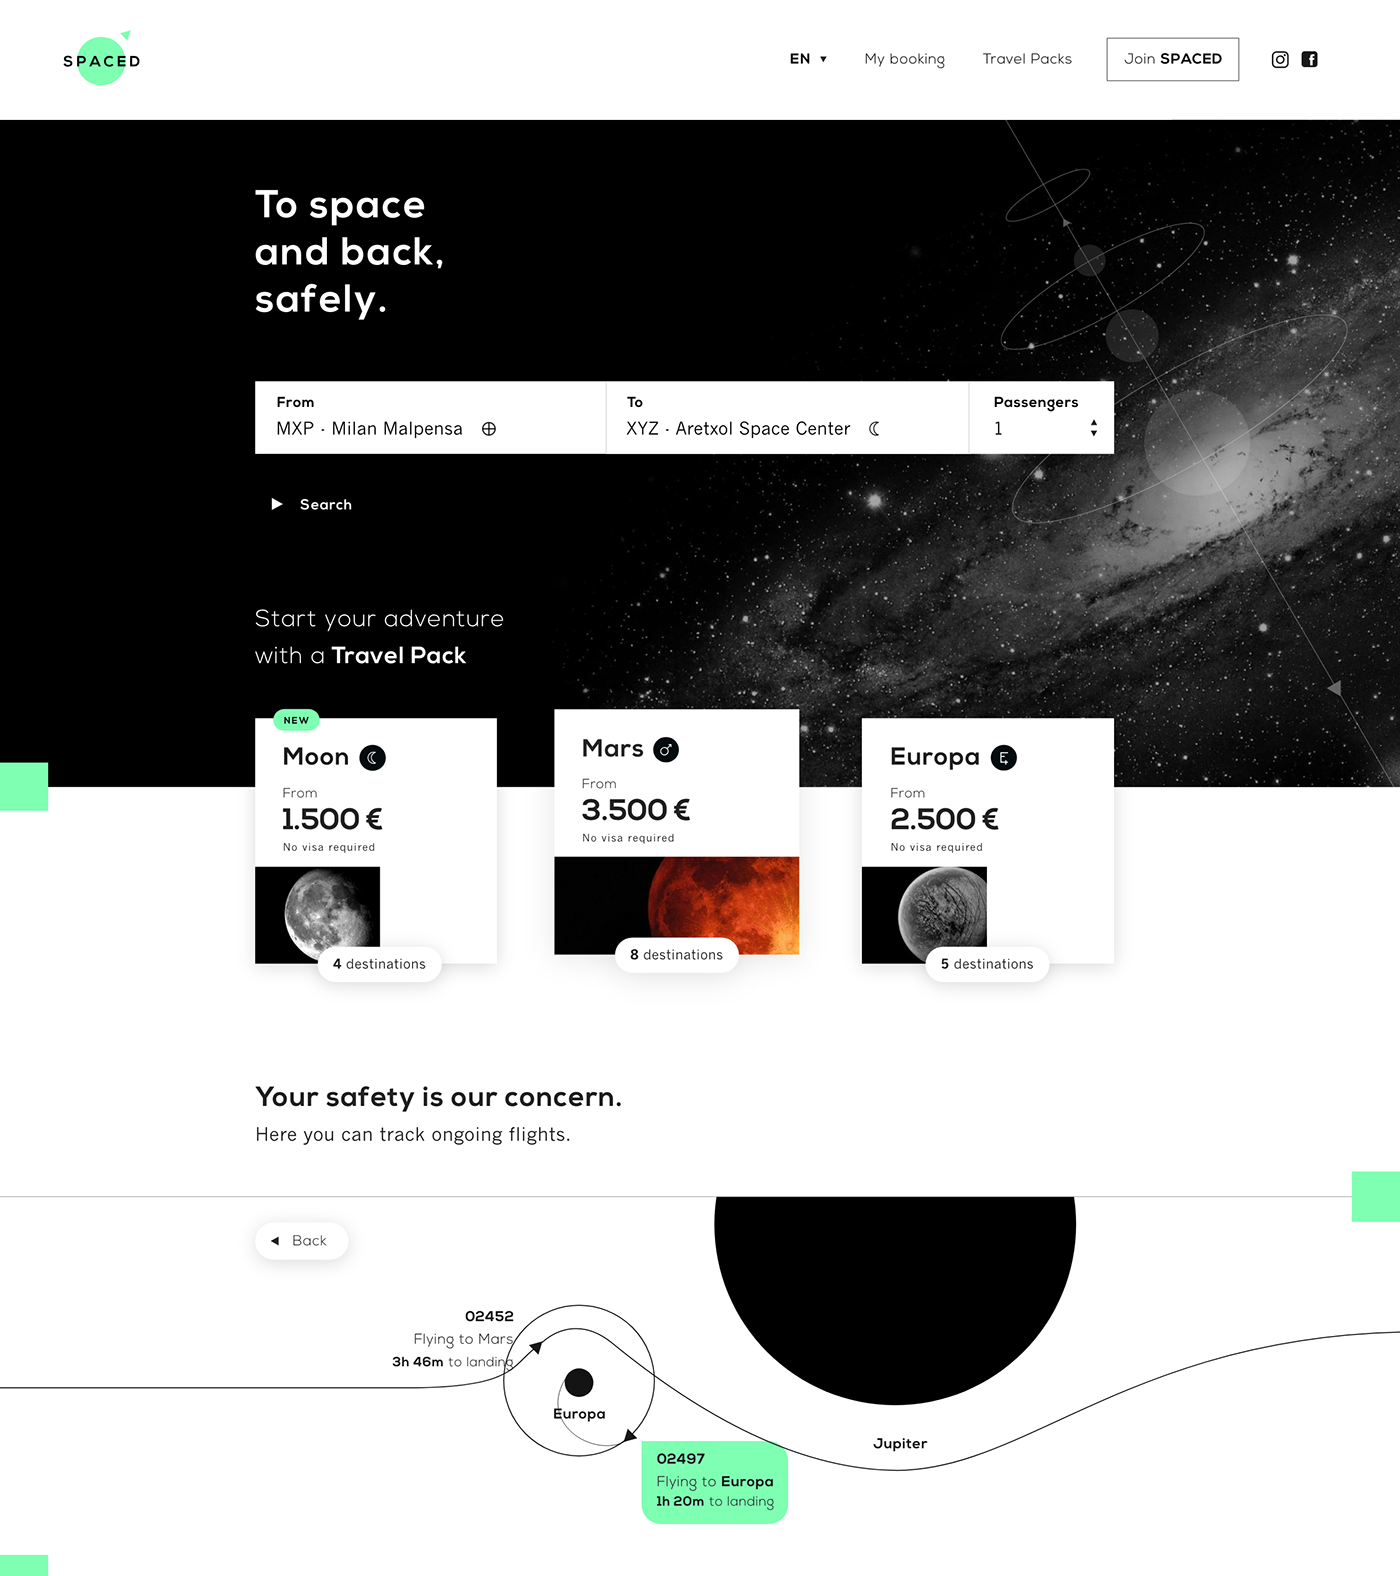 SPACED
EN ▼ My booking Travel Packs Join SPACED
To space
and back,
safely.
From To Passengers
MXP · Milan Malpensa XYZ · Aretxol Space Center 1
Search
Start your adventure
with a Travel Pack
NEW
Moon
From
1.500 €
No visa required
4 destinations
Mars
From
3.500 €
No visa required
8 destinations
Europa
From
2.500 €
No visa required
5 destinations
Your safety is our concern.
Here you can track ongoing flights.
Back
02452
Flying to Mars
3h 46m to landing
Europa
Jupiter
02497
Flying to Europa
1h 20m to landing